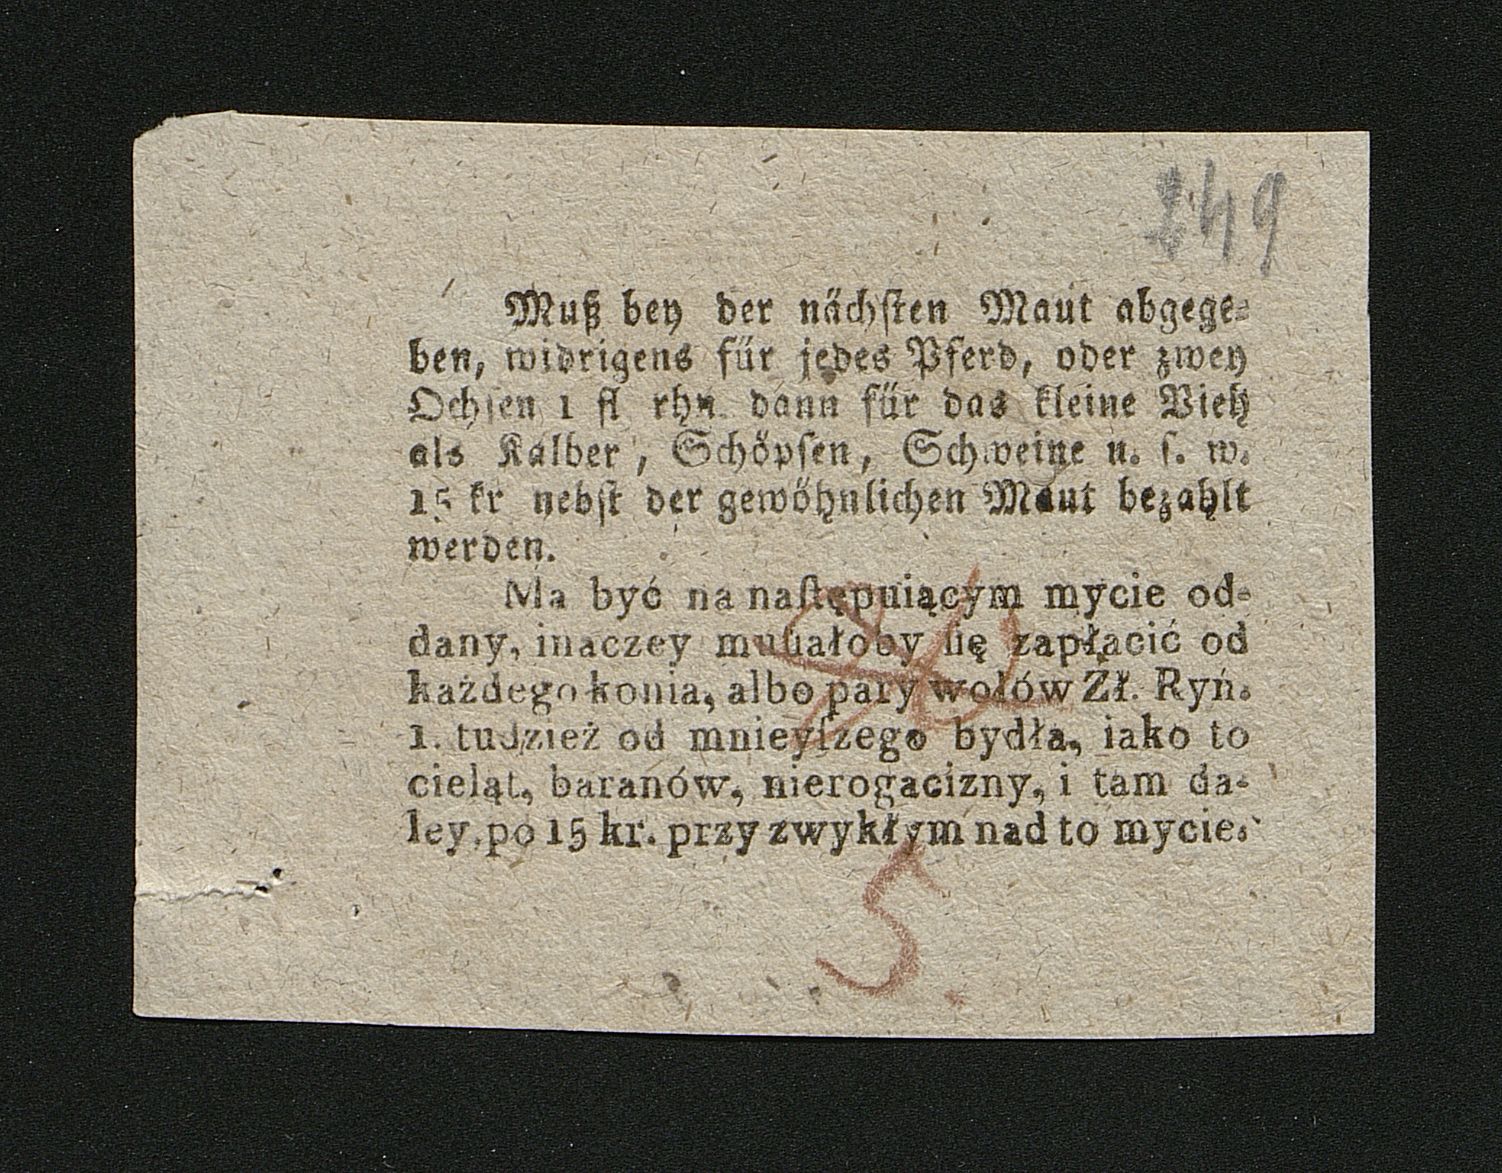 249
Muß bey der nächſten Maut abgege⸗
ben, widrigens für jedes Pferd, oder zwey
Ochſen 1 fl rhn. dann für das kleine Vieh
als Kalber, Schöpſen, Schweine u. ſ. w.
15 kr nebſt der gewöhnlichen Maut bezahlt
werden.
Ma być na naſtępuiącym mycie od-
dany, inaczey muſiałoby ſię zapłacić od
każdego konia, albo pary wołów Zł. Ryń.
1. tudzież od mnieyſzego bydła, iako to
cieląt, baranów, nierogacizny, i tam da-
ley po 15 kr. przy zwykłym nad to mycie.
5.